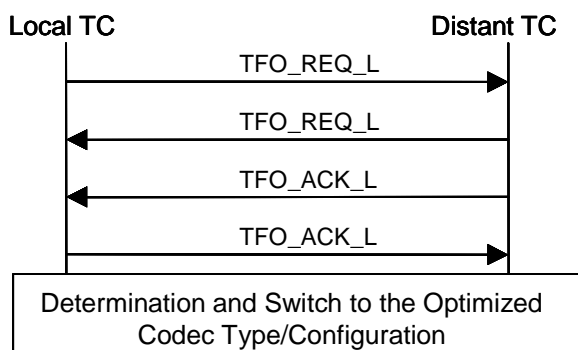 Local TC
Distant TC
TFO_REQ_L
TFO_REQ_L
TFO_ACK_L
TFO_ACK_L
Determination and Switch to the Optimized
Codec Type/Configuration